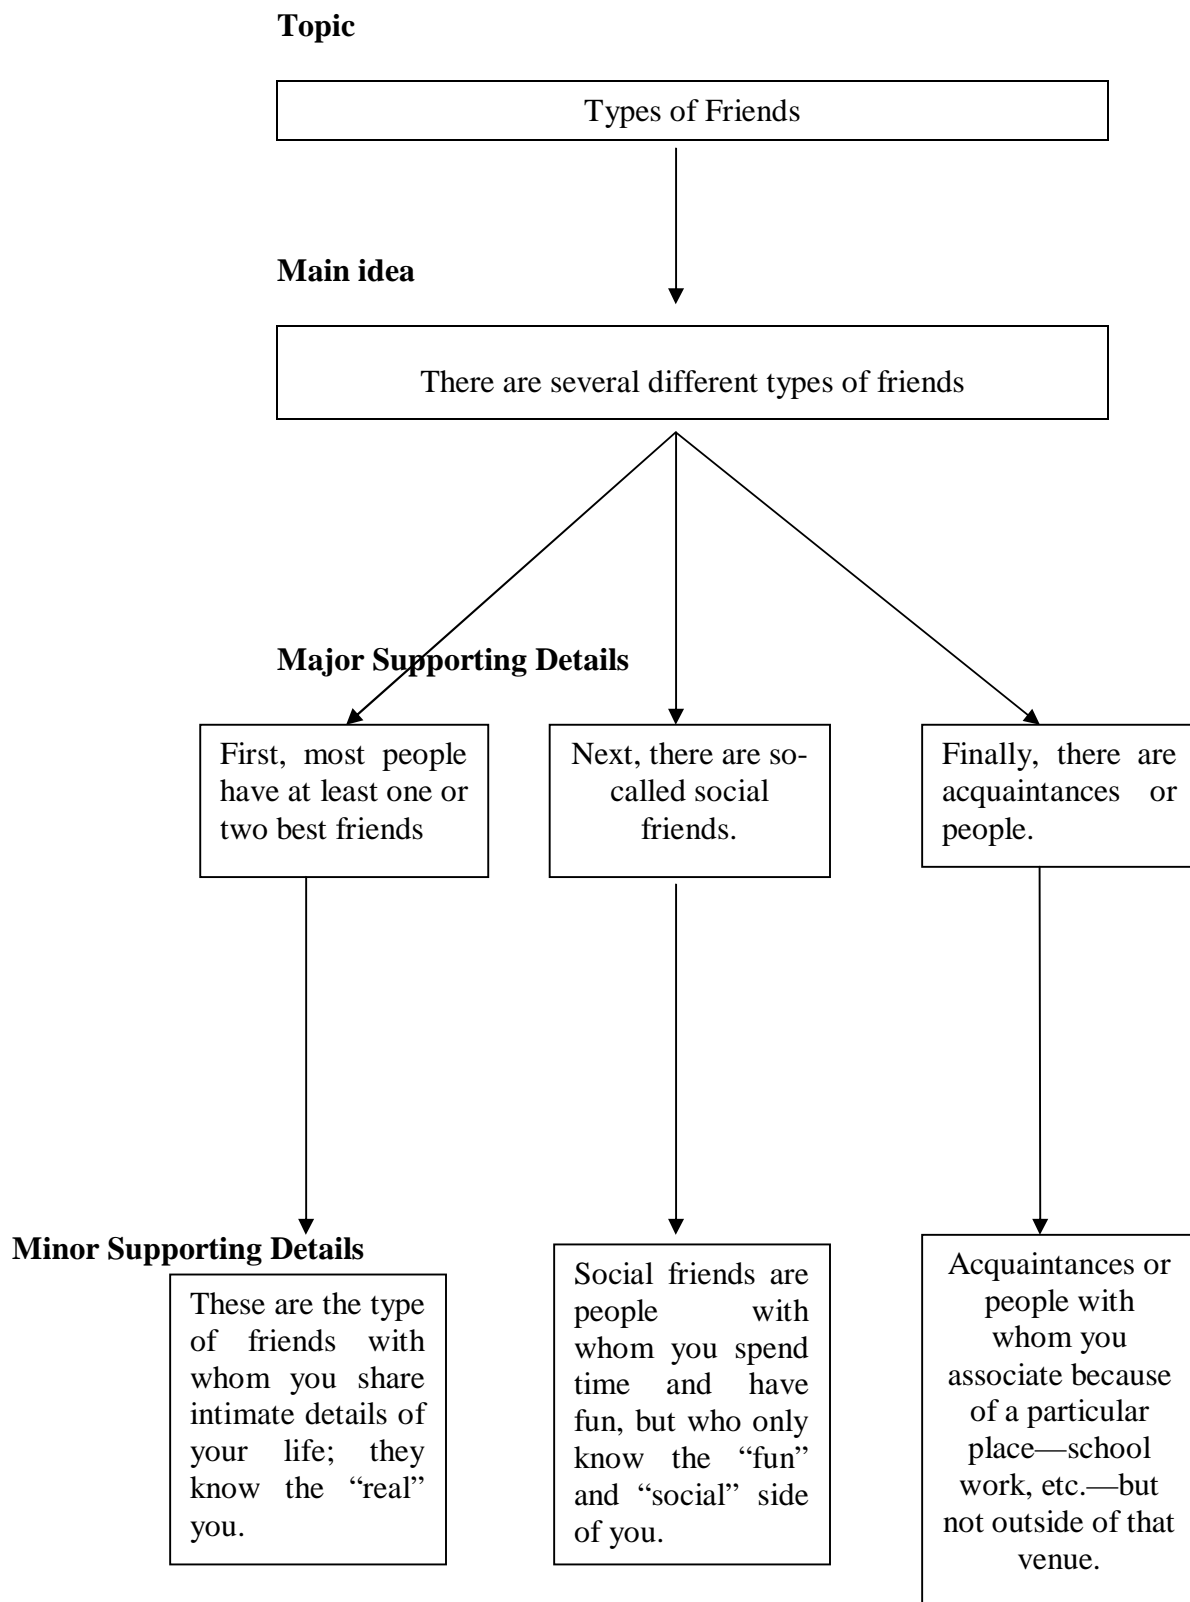 Topic
Types of Friends
Main idea
There are several different types of friends
Major Supporting Details
First, most people
have at least one or
two best friends
Next, there are so-
called social
friends.
Finally, there are
acquaintances or
people.
Minor Supporting Details
These are the type
of friends with
whom you share
intimate details of
your life; they
know the “real”
you.
Social friends are
people with
whom you spend
time and have
fun, but who only
know the “fun”
and “social” side
of you.
Acquaintances or
people with
whom you
associate because
of a particular
place—school
work, etc.—but
not outside of that
venue.